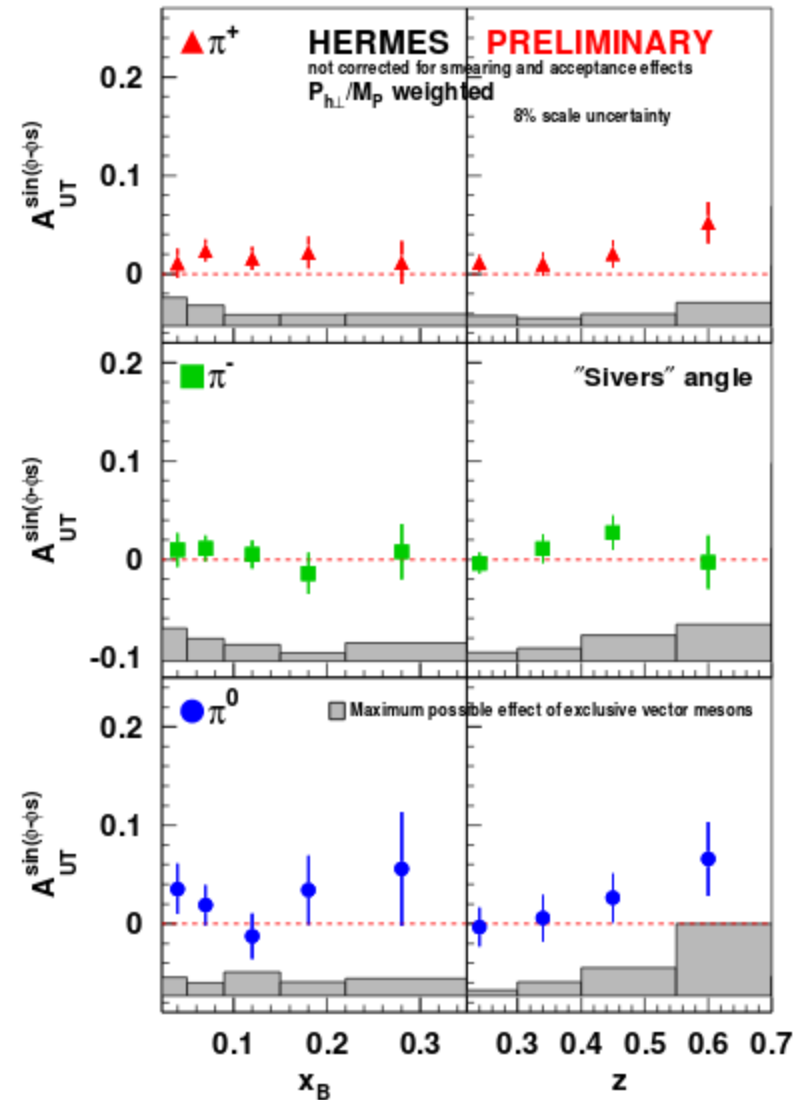 π+ HERMES PRELIMINARY
not corrected for smearing and acceptance effects
Ph⊥/MP weighted
8% scale uncertainty
AUT sin(ϕ-ϕs)
0.2
0.1
0
π-
"Sivers" angle
AUT sin(ϕ-ϕs)
0.2
0.1
0
-0.1
π0
Maximum possible effect of exclusive vector mesons
AUT sin(ϕ-ϕs)
0.2
0.1
0
0.1 0.2 0.3 0.3 0.4 0.5 0.6 0.7
xB z